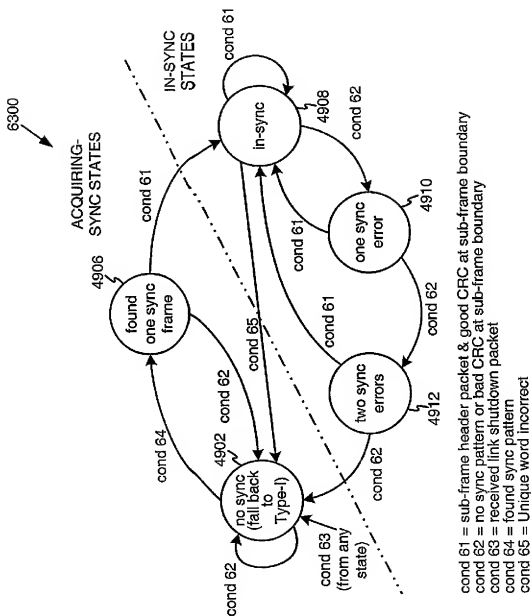 6300
ACQUIRING-
SYNC STATES
IN-SYNC
STATES
4906
found
one sync
frame
cond 61
cond 61
in-sync
4908
cond 64
cond 62
cond 65
cond 61
cond 61
cond 62
4902
no sync
(fall back
to
Type-I)
cond 62
cond 63
(from any
state)
cond 62
two sync
errors
4912
cond 62
one sync
error
4910
cond 61 = sub-frame header packet & good CRC at sub-frame boundary
cond 62 = no sync pattern or bad CRC at sub-frame boundary
cond 63 = received link shutdown packet
cond 64 = found sync pattern
cond 65 = Unique word incorrect